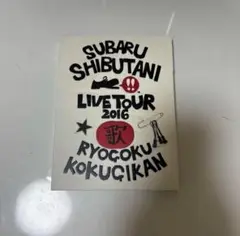 SUBARU
SHIBUTANI
!!
LIVE TOUR
2016
歌
RYOGOKU
KOKUGIKAN